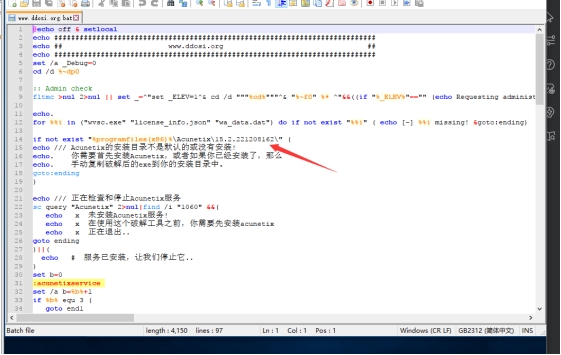 www.ddosi.org.bat
1 @echo off & setlocal
2 echo ########################################################################
3 echo ## www.ddosi.org ##
4 echo ########################################################################
5 set /a _Debug=0
6 cd /d %~dp0
7
8 :: Admin check
9 fltmc >nul 2>nul || set _=^"set _ELEV=1^& cd /d """%cd%"""^& "%~f0" %* ^"&&((if "%_ELEV%"=="" (echo Requesting administ
10
11 echo.
12 for %%i in ("wvsc.exe" "license_info.json" "wa_data.dat") do if not exist "%%i" ( echo [-] %%i missing! &goto:ending)
13
14 if not exist "%programfiles(x86)%\Acunetix\15.2.221208162\" (
15 echo /// Acunetix的安装目录不是默认的或没有安装!
16 echo. 你需要首先安装Acunetix，或者如果你已经安装了，那么
17 echo. 手动复制破解后的exe到你的安装目录中。
18 goto:ending
19 )
20
21 echo /// 正在检查和停止Acunetix服务
22 sc query "Acunetix" 2>nul|find /i "1060" &&(
23 echo x 未安装Acunetix服务!
24 echo x 在使用这个破解工具之前，你需要先安装acunetix
25 echo x 正在退出..
26 goto ending
27 )||(
28 echo # 服务已安装，让我们停止它..
29 )
30 set b=0
31 :acunetixservice
32 set /a b=%b%+1
33 if %b% equ 3 (
34 goto end1
Batch file length : 4,150 lines : 97 Ln : 1 Col : 1 Pos : 1 Windows (CR LF) GB2312 (简体中文) INS